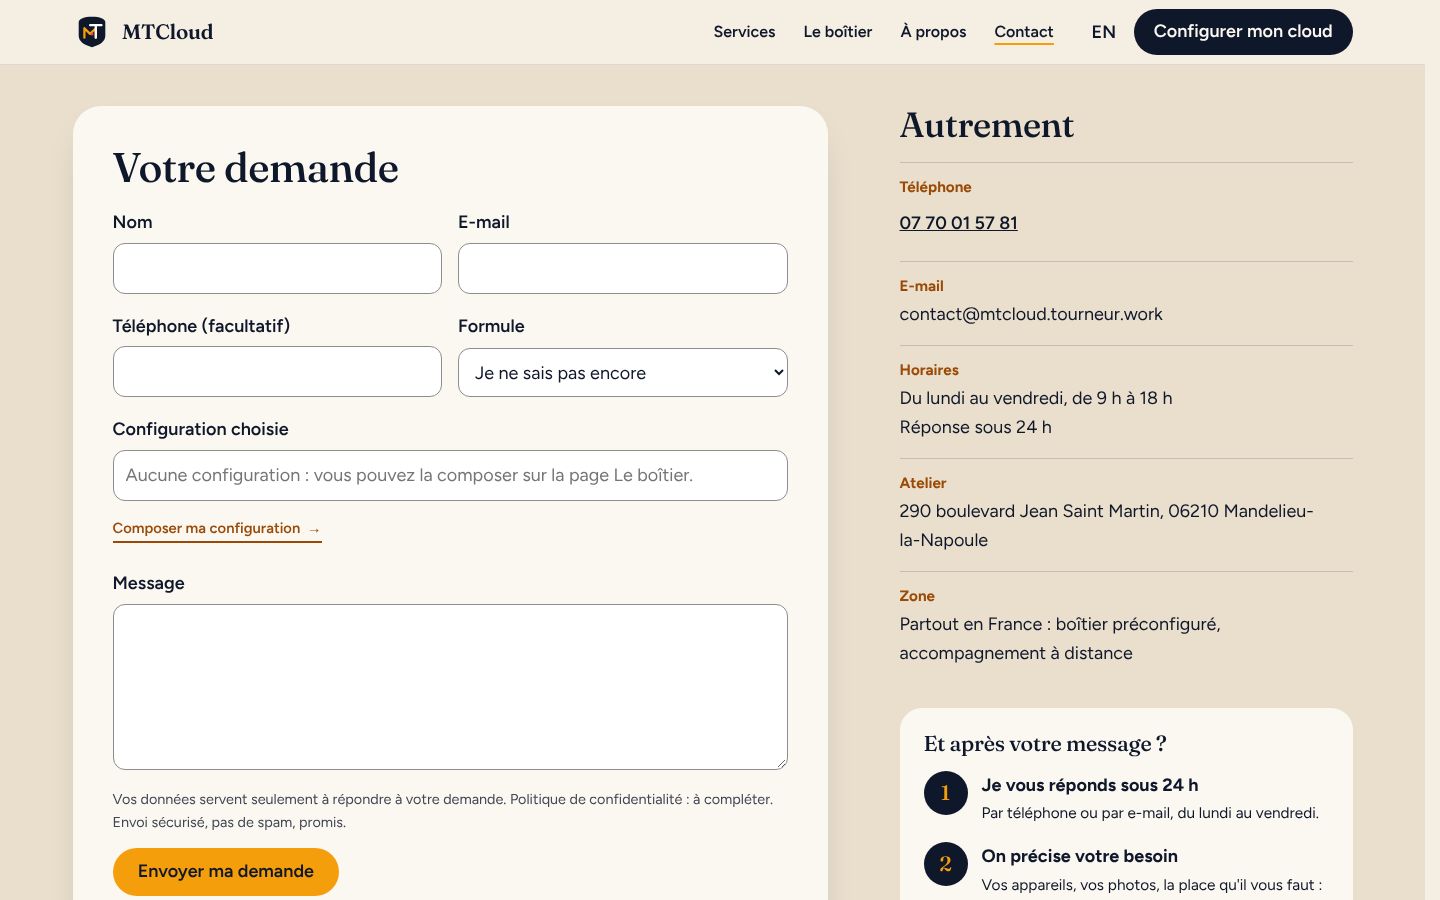 MTCloud
Services
Le boîtier
À propos
Contact
EN
Configurer mon cloud
Votre demande
Nom
E-mail
Téléphone (facultatif)
Formule
Je ne sais pas encore
Configuration choisie
Aucune configuration : vous pouvez la composer sur la page Le boîtier.
Composer ma configuration →
Message
Vos données servent seulement à répondre à votre demande. Politique de confidentialité : à compléter.
Envoi sécurisé, pas de spam, promis.
Envoyer ma demande
Autrement
Téléphone
07 70 01 57 81
E-mail
contact@mtcloud.tourneur.work
Horaires
Du lundi au vendredi, de 9 h à 18 h
Réponse sous 24 h
Atelier
290 boulevard Jean Saint Martin, 06210 Mandelieu-
la-Napoule
Zone
Partout en France : boîtier préconfiguré,
accompagnement à distance
Et après votre message ?
1
Je vous réponds sous 24 h
Par téléphone ou par e-mail, du lundi au vendredi.
2
On précise votre besoin
Vos appareils, vos photos, la place qu'il vous faut :